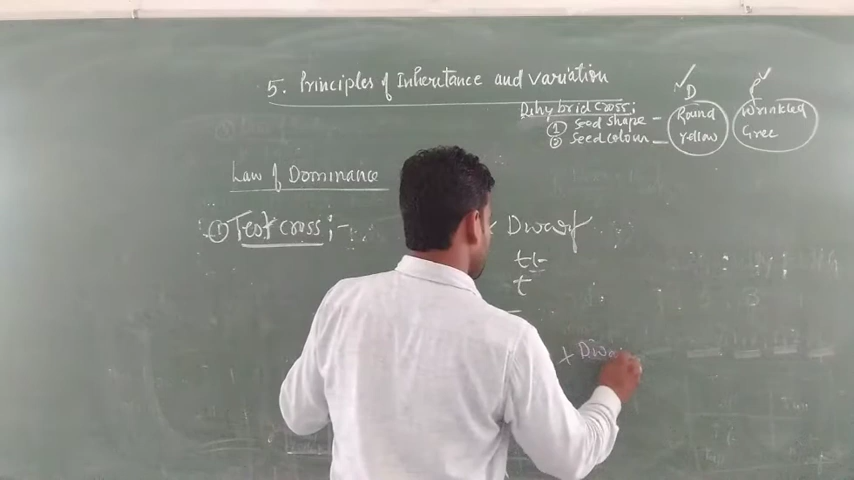 5. Principles of Inheritance and variation
Dihybrid cross:
① seed shape – Round Wrinkled
② seed colour – Yellow Gree
D
Law of Dominance
① Test cross :-
× Dwarf
tt
t
× Dwa